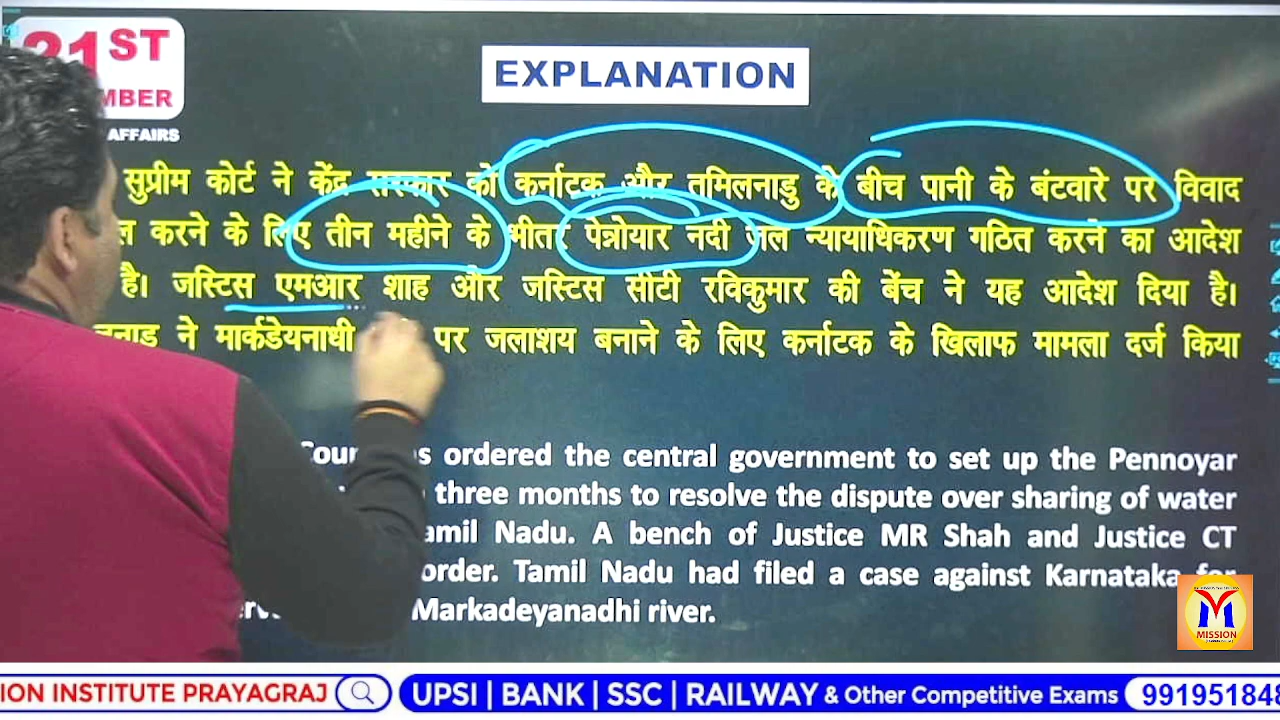 21ST
MBER
AFFAIRS
EXPLANATION
सुप्रीम कोर्ट ने केंद्र सरकार को कर्नाटक और तमिलनाडु के बीच पानी के बंटवारे पर विवाद
करने के लिए तीन महीने के भीतर पेन्नोयार नदी जल न्यायाधिकरण गठित करने का आदेश
है। जस्टिस एमआर शाह और जस्टिस सीटी रविकुमार की बेंच ने यह आदेश दिया है।
ने मार्कडेयनाधी पर जलाशय बनाने के लिए कर्नाटक के खिलाफ मामला दर्ज किया
ordered the central government to set up the Pennoyar
three months to resolve the dispute over sharing of water
Tamil Nadu. A bench of Justice MR Shah and Justice CT
order. Tamil Nadu had filed a case against Karnataka for
Markadeyanadhi river.
MISSION
ION INSTITUTE PRAYAGRAJ
UPSI | BANK | SSC | RAILWAY & Other Competitive Exams
991951848